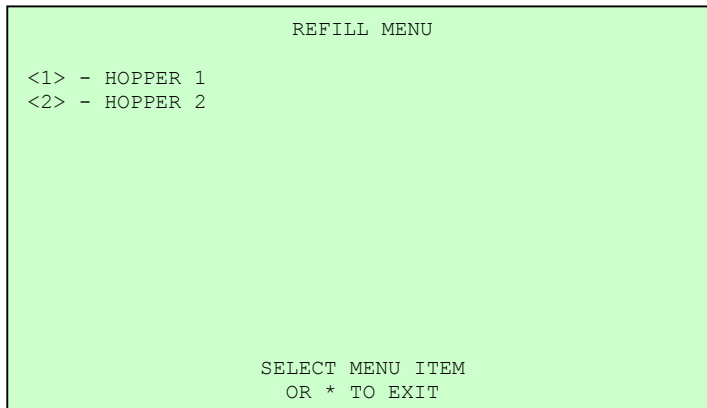 REFILL MENU
<1> - HOPPER 1
<2> - HOPPER 2
SELECT MENU ITEM
OR * TO EXIT